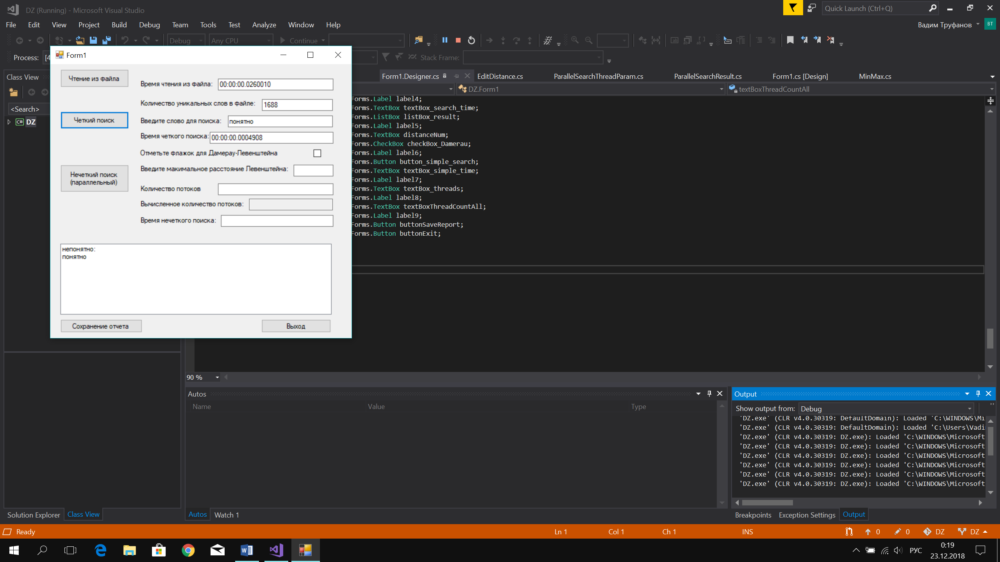 DZ (Running) - Microsoft Visual Studio
Quick Launch (Ctrl+Q)
File Edit View Project Build Debug Team Tools Test Analyze Window Help
Вадим Труфанов
ВТ
Debug
Any CPU
Continue
Process: [4
Stack Frame:
Form1
Class View
<Search>
C# DZ
Чтение из файла
Время чтения из файла: 00:00:00.0260010
Количество уникальных слов в файле: 1688
Четкий поиск
Введите слово для поиска: понятно
Время четкого поиска: 00:00:00.0004908
Отметьте флажок для Дамерау-Левенштейна
Введите макимальное расстояние Левенштейна:
Нечеткий поиск
(параллельный)
Количество потоков
Вычисленное количество потоков:
Время нечеткого поиска:
непонятно:
понятно
Сохранение отчета
Выход
Form1.Designer.cs EditDistance.cs ParallelSearchThreadParam.cs ParallelSearchResult.cs Form1.cs [Design] MinMax.cs
DZ.Form1
textBoxThreadCountAll
Forms.Label label4;
Forms.TextBox textBox_search_time;
Forms.ListBox listBox_result;
Forms.Label label5;
Forms.TextBox distanceNum;
Forms.CheckBox checkBox_Damerau;
Forms.Label label6;
Forms.Button button_simple_search;
Forms.TextBox textBox_simple_time;
Forms.Label label7;
Forms.TextBox textBox_threads;
Forms.Label label8;
Forms.TextBox textBoxThreadCountAll;
Forms.Label label9;
Forms.Button buttonSaveReport;
Forms.Button buttonExit;
90 %
Autos
Name Value Type
Output
Show output from: Debug
'DZ.exe' (CLR v4.0.30319: DefaultDomain): Loaded 'C:\WINDOWS\Mi
'DZ.exe' (CLR v4.0.30319: DefaultDomain): Loaded 'C:\Users\Vadi
'DZ.exe' (CLR v4.0.30319: DZ.exe): Loaded 'C:\WINDOWS\Microsoft
'DZ.exe' (CLR v4.0.30319: DZ.exe): Loaded 'C:\WINDOWS\Microsoft
'DZ.exe' (CLR v4.0.30319: DZ.exe): Loaded 'C:\WINDOWS\Microsoft
'DZ.exe' (CLR v4.0.30319: DZ.exe): Loaded 'C:\WINDOWS\Microsoft
'DZ.exe' (CLR v4.0.30319: DZ.exe): Loaded 'C:\WINDOWS\Microsoft
'DZ.exe' (CLR v4.0.30319: DZ.exe): Loaded 'C:\WINDOWS\Microsoft
Solution Explorer Class View
Autos Watch 1
Breakpoints Exception Settings Output
Ready
Ln 1 Col 1 Ch 1 INS
0 0 DZ DZ
РУС
0:19
23.12.2018